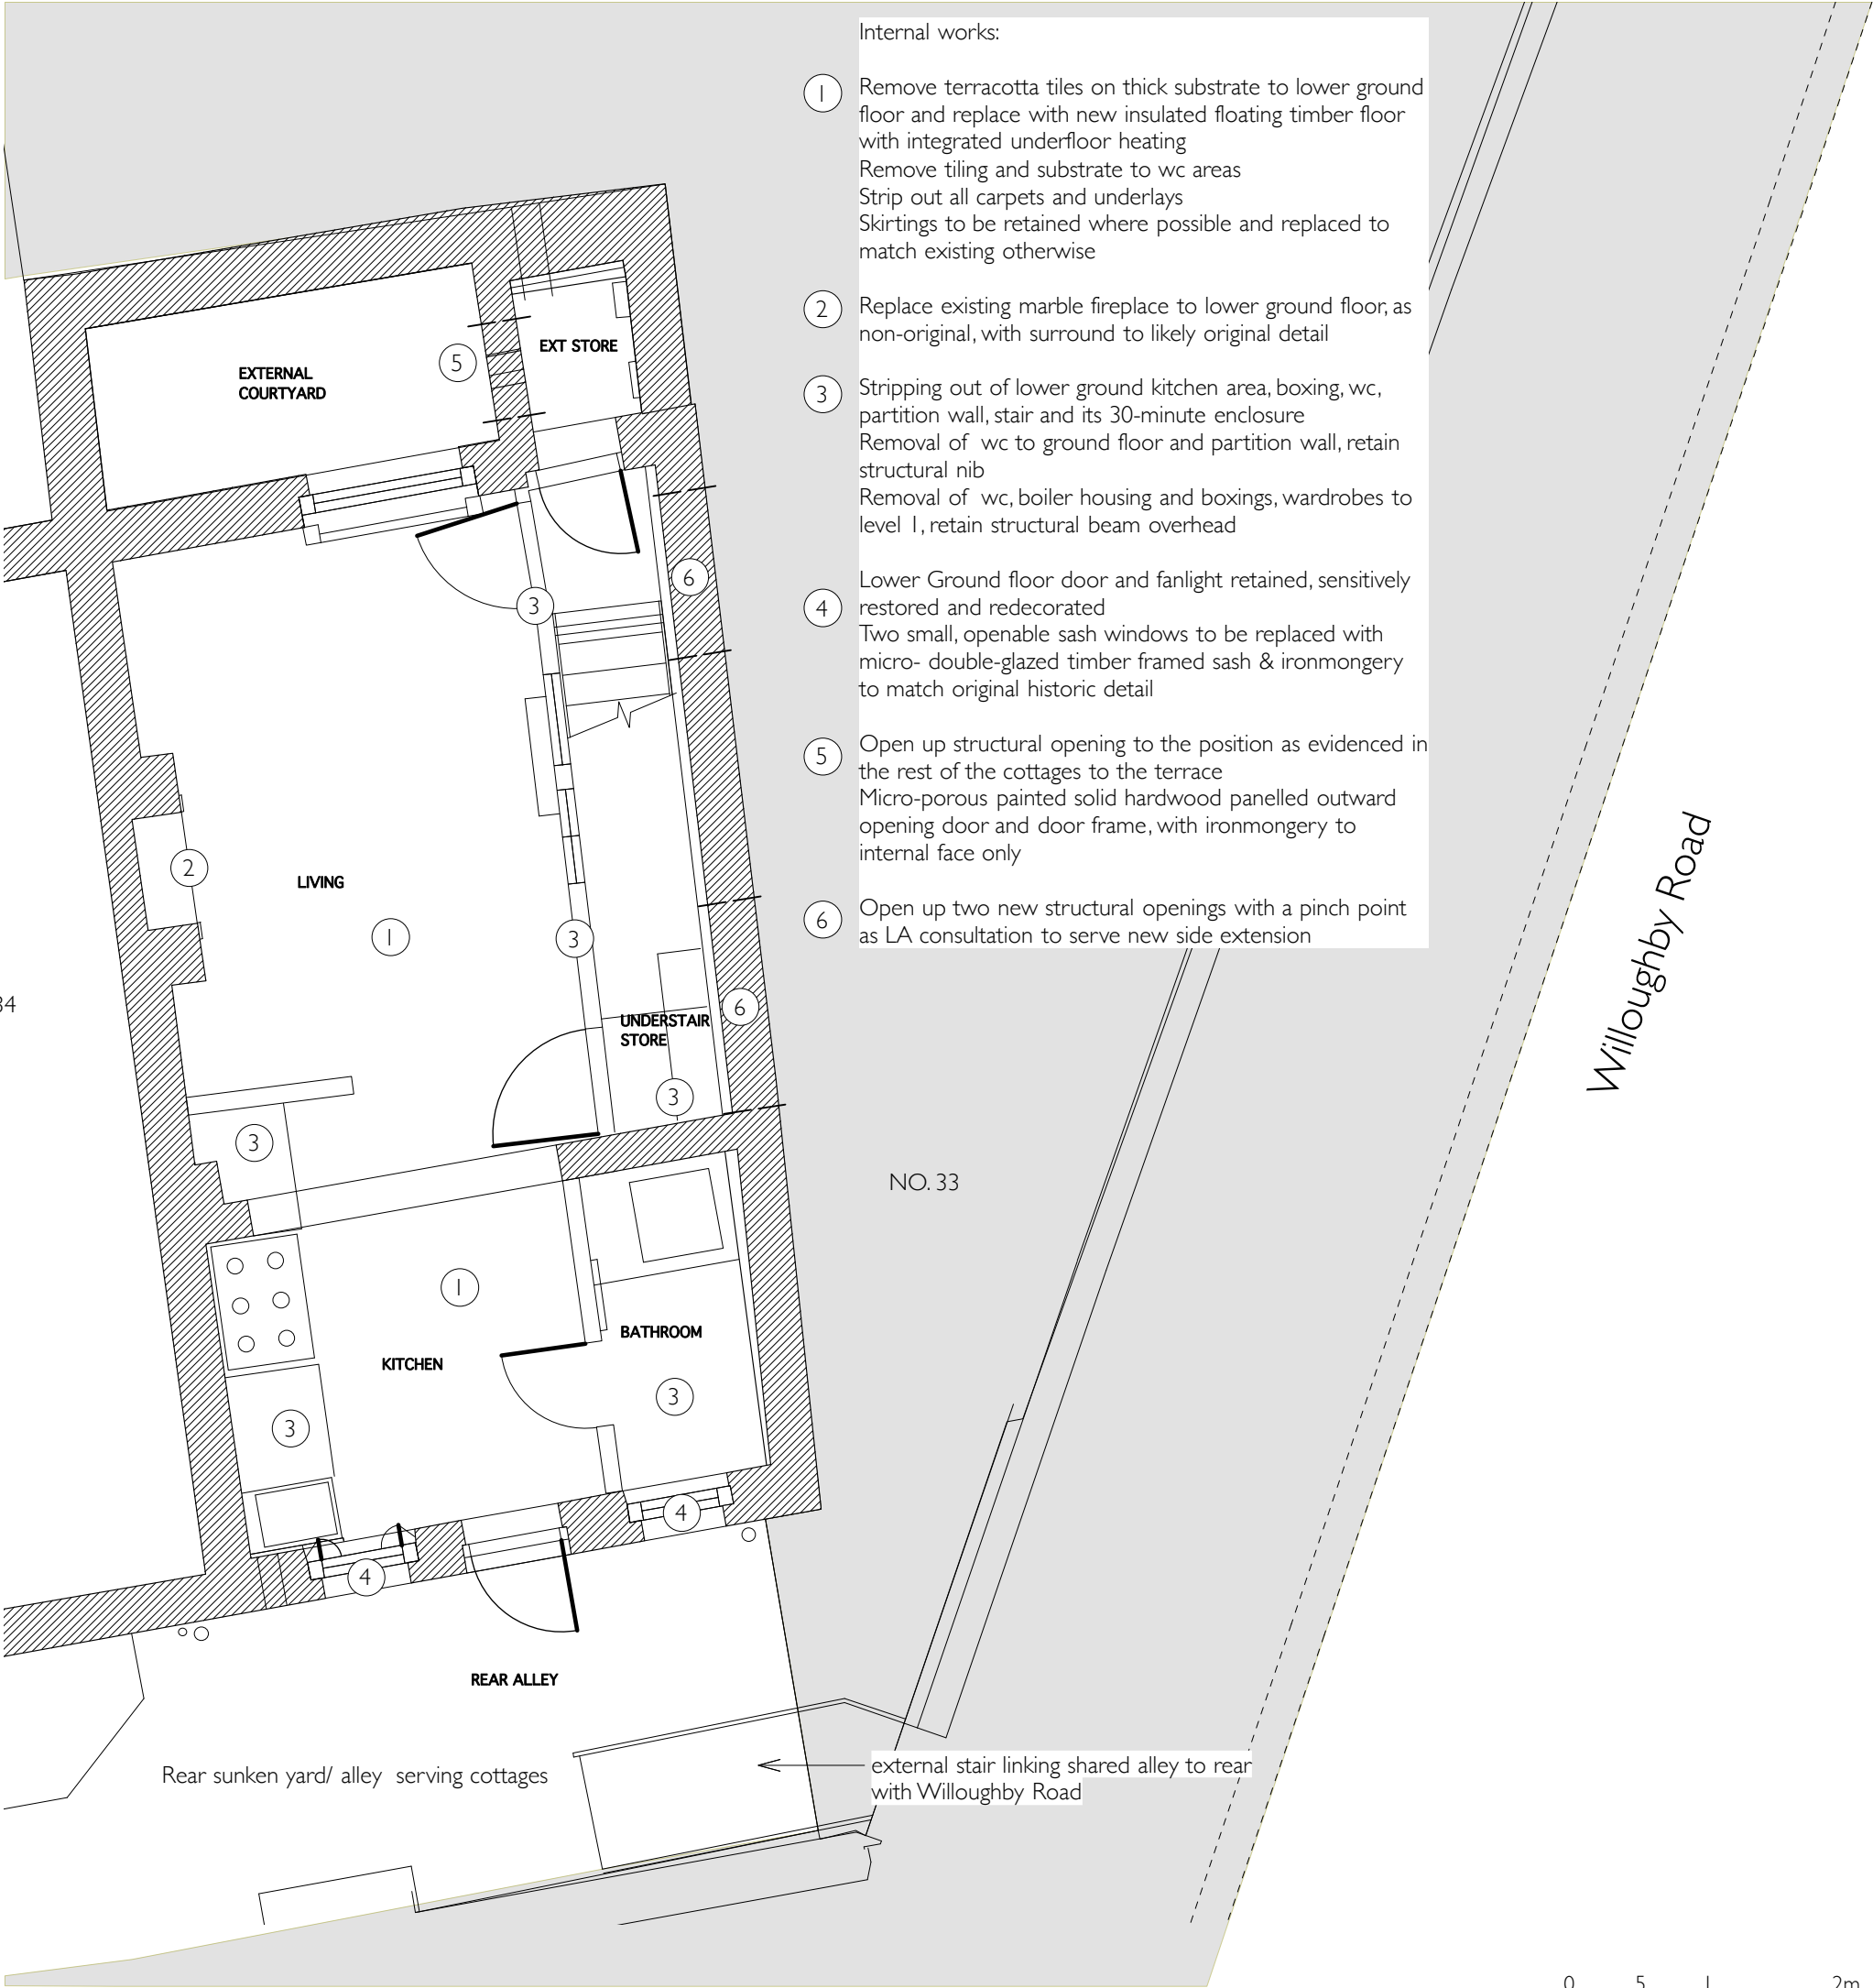 Internal works:
1 Remove terracotta tiles on thick substrate to lower ground
floor and replace with new insulated floating timber floor
with integrated underfloor heating
Remove tiling and substrate to wc areas
Strip out all carpets and underlays
Skirtings to be retained where possible and replaced to
match existing otherwise
2 Replace existing marble fireplace to lower ground floor, as
non-original, with surround to likely original detail
3 Stripping out of lower ground kitchen area, boxing, wc,
partition wall, stair and its 30-minute enclosure
Removal of wc to ground floor and partition wall, retain
structural nib
Removal of wc, boiler housing and boxings, wardrobes to
level 1, retain structural beam overhead
4 Lower Ground floor door and fanlight retained, sensitively
restored and redecorated
Two small, openable sash windows to be replaced with
micro- double-glazed timber framed sash & ironmongery
to match original historic detail
5 Open up structural opening to the position as evidenced in
the rest of the cottages to the terrace
Micro-porous painted solid hardwood panelled outward
opening door and door frame, with ironmongery to
internal face only
6 Open up two new structural openings with a pinch point
as LA consultation to serve new side extension
EXTERNAL
COURTYARD
5
EXT STORE
6
3
2
LIVING
1
3
34
6
UNDERSTAIR
STORE
3
3
NO. 33
Willoughby Road
1
BATHROOM
KITCHEN
3
3
4
4
REAR ALLEY
Rear sunken yard/ alley serving cottages
external stair linking shared alley to rear
with Willoughby Road
0 5 1 2m